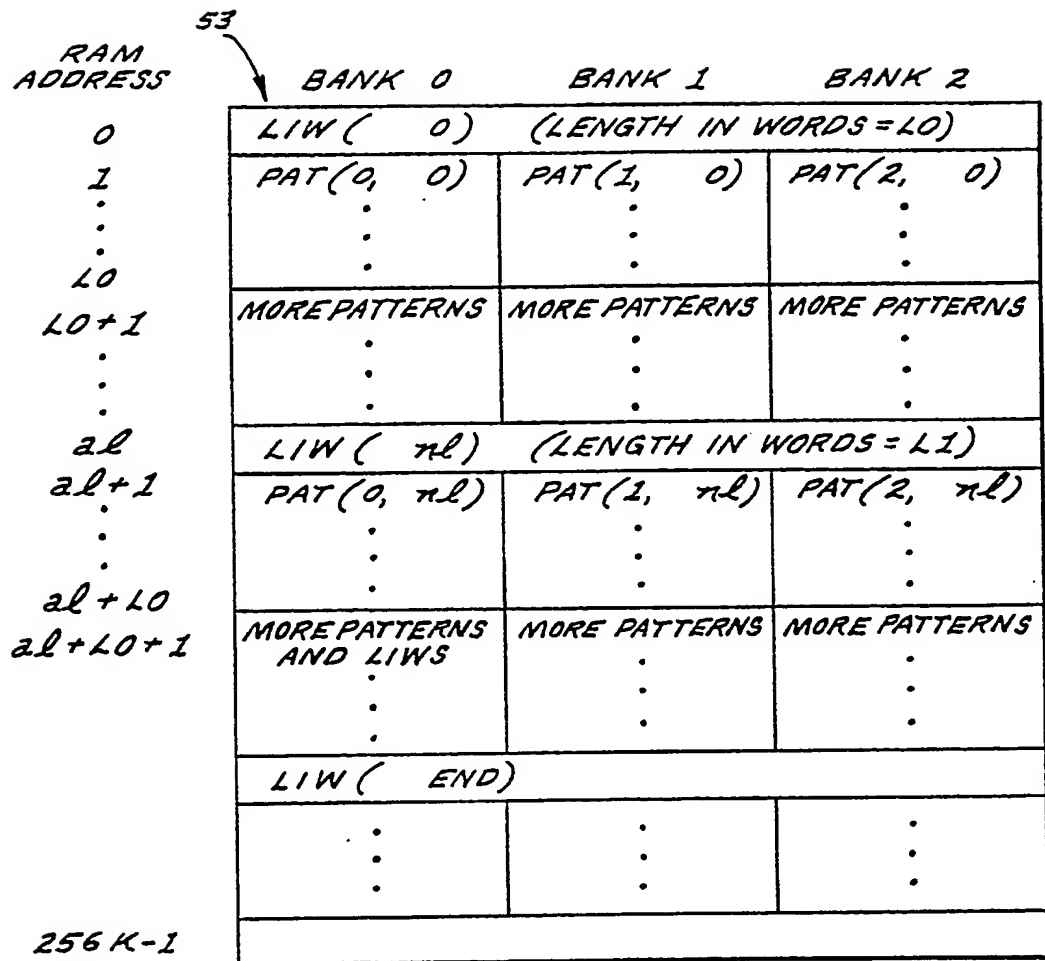 53
RAM ADDRESS
BANK 0 BANK 1 BANK 2
0 LIW( 0) (LENGTH IN WORDS=L0)
1 PAT(0, 0) PAT(1, 0) PAT(2, 0)
L0
L0+1 MORE PATTERNS MORE PATTERNS MORE PATTERNS
al LIW( nl) (LENGTH IN WORDS=L1)
al+1 PAT(0, nl) PAT(1, nl) PAT(2, nl)
al+L0
al+L0+1 MORE PATTERNS MORE PATTERNS MORE PATTERNS
AND LIWS
LIW( END)
256K-1